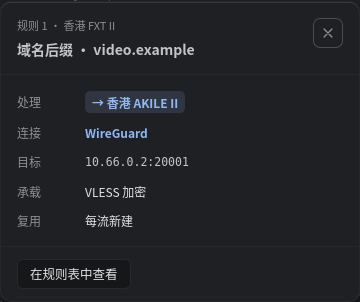 规则 1 · 香港 FXT II
域名后缀 · video.example
处理 → 香港 AKILE II
连接 WireGuard
目标 10.66.0.2:20001
承载 VLESS 加密
复用 每流新建
在规则表中查看